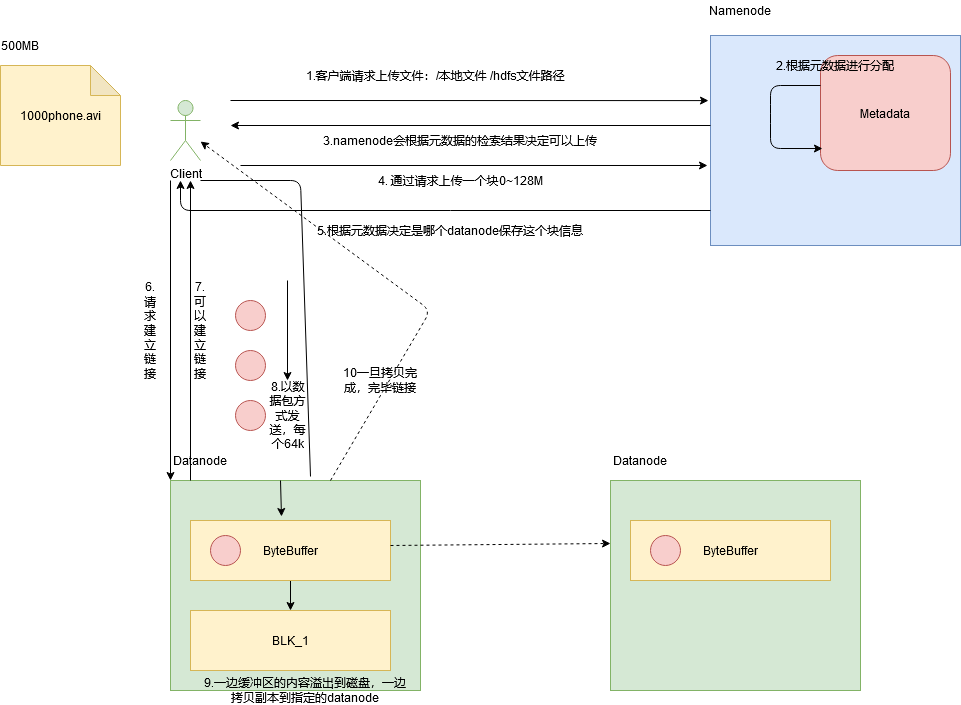 Namenode
500MB
1000phone.avi
1.客户端请求上传文件：/本地文件 /hdfs文件路径
2.根据元数据进行分配
Metadata
3.namenode会根据元数据的检索结果决定可以上传
Client
4. 通过请求上传一个块0~128M
5.根据元数据决定是哪个datanode保存这个块信息
6.
请
求
建
立
链
接
7.
可
以
建
立
链
接
8.以数
据包方
式发
送，每
个64k
10一旦拷贝完
成，完毕链接
Datanode
ByteBuffer
BLK_1
9.一边缓冲区的内容溢出到磁盘，一边
拷贝副本到指定的datanode
Datanode
ByteBuffer